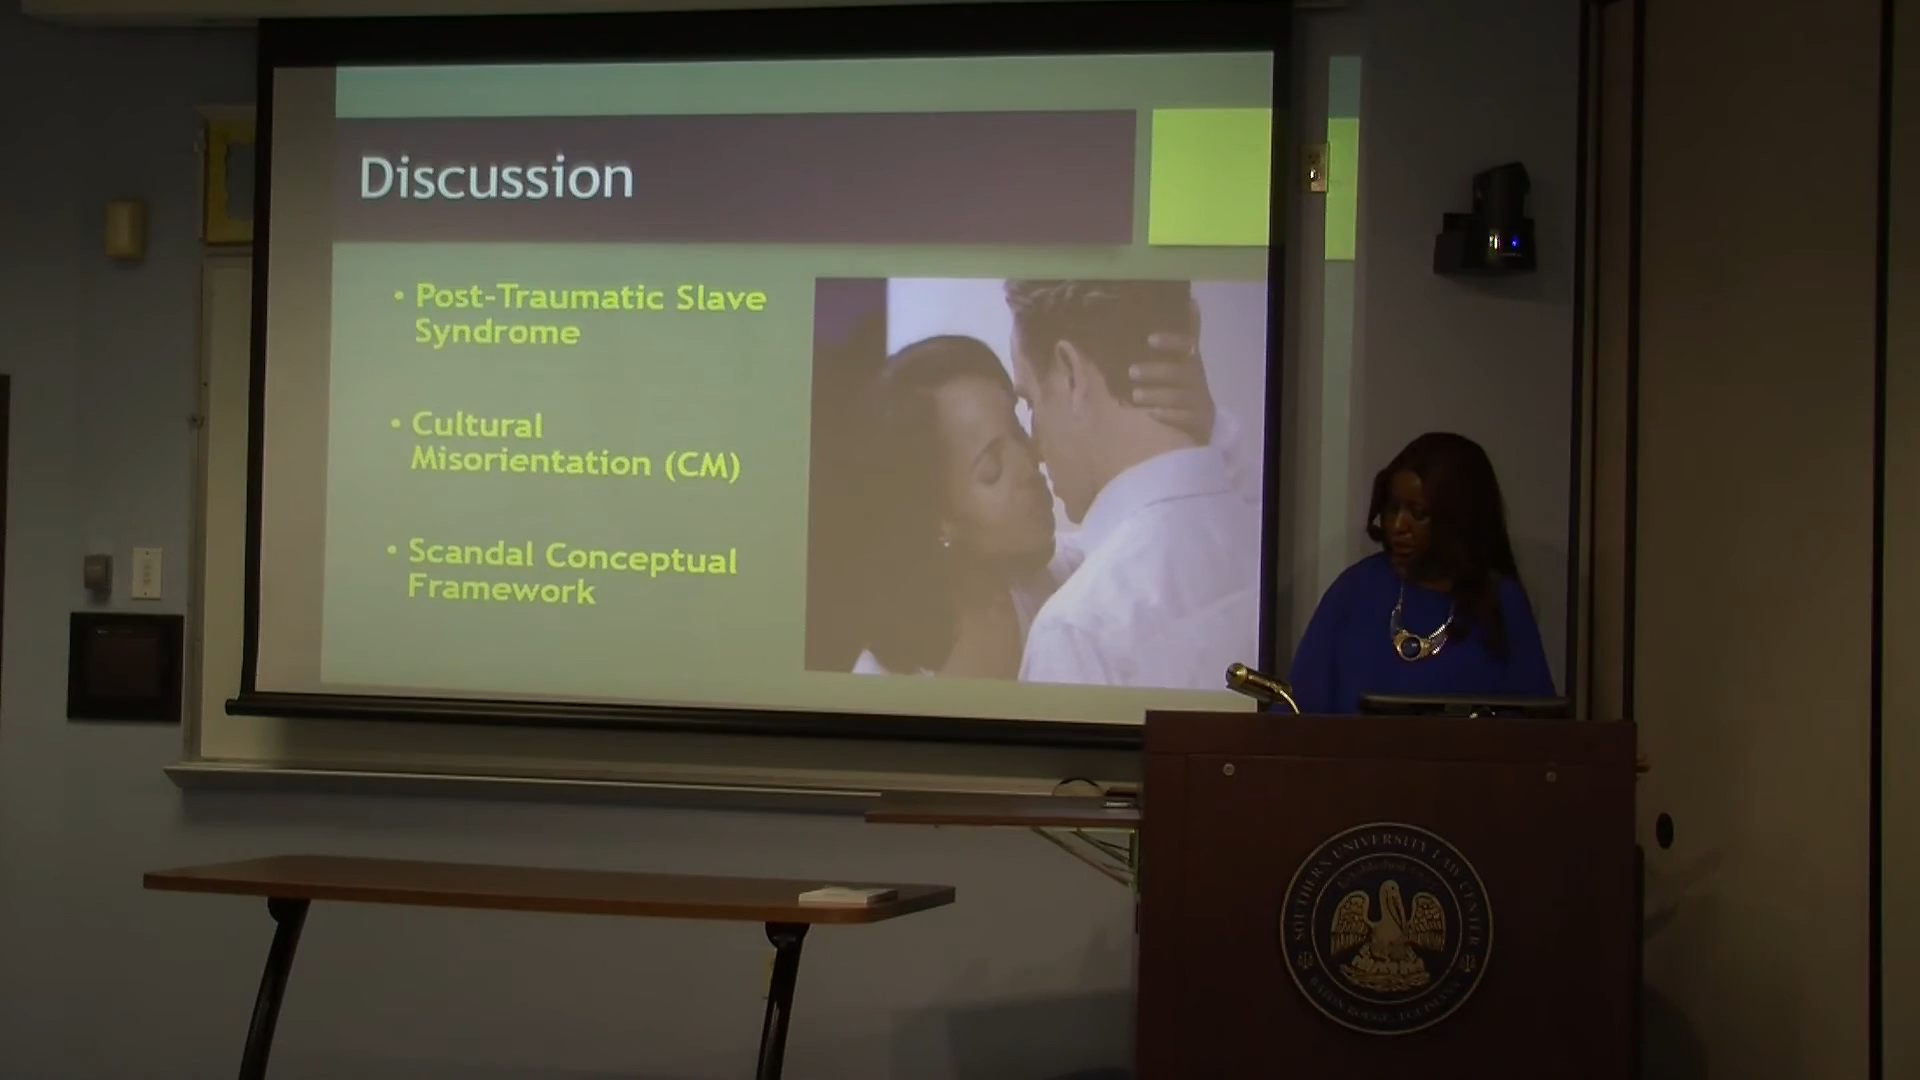 Discussion
• Post-Traumatic Slave
Syndrome
• Cultural
Misorientation (CM)
• Scandal Conceptual
Framework
SOUTHERN UNIVERSITY LAW CENTER
BATON ROUGE, LOUISIANA